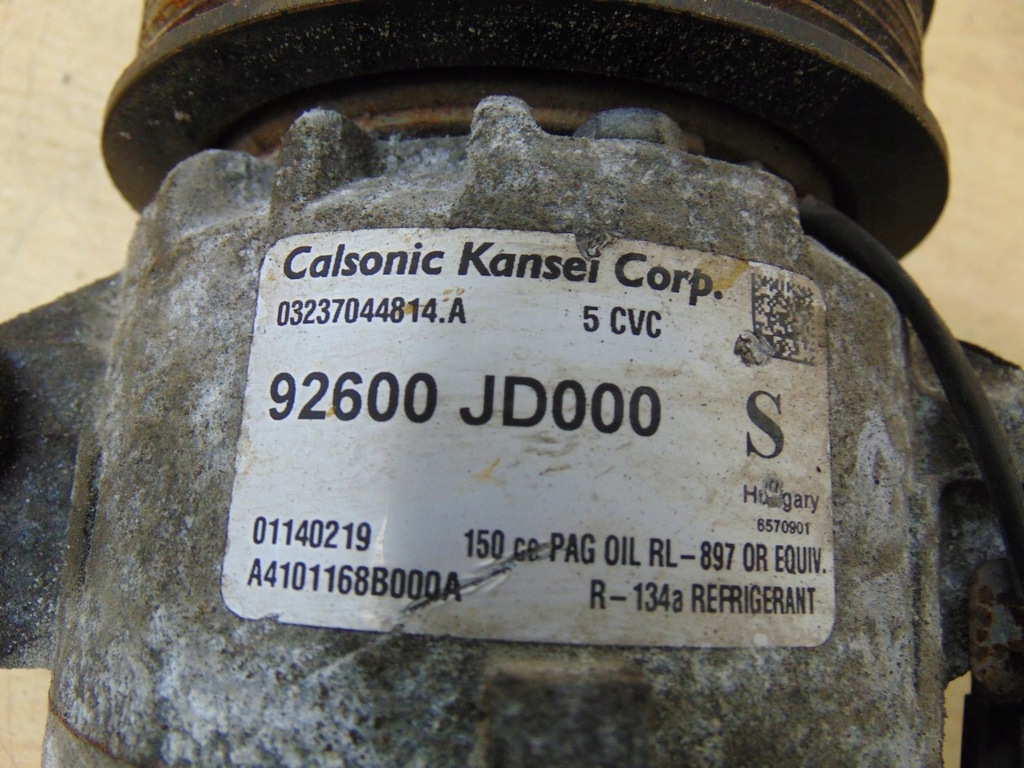 Calsonic Kansei Corp.
03237044814.A 5 CVC
92600 JD000
S
Hungary
6570901
01140219 150 cc PAG OIL RL-897 OR EQUIV.
A4101168B000A R-134a REFRIGERANT